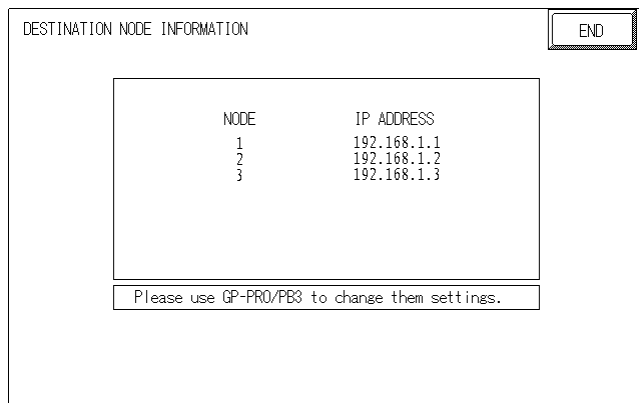 DESTINATION NODE INFORMATION END
NODE IP ADDRESS
1 192.168.1.1
2 192.168.1.2
3 192.168.1.3
Please use GP-PRO/PB3 to change them settings.